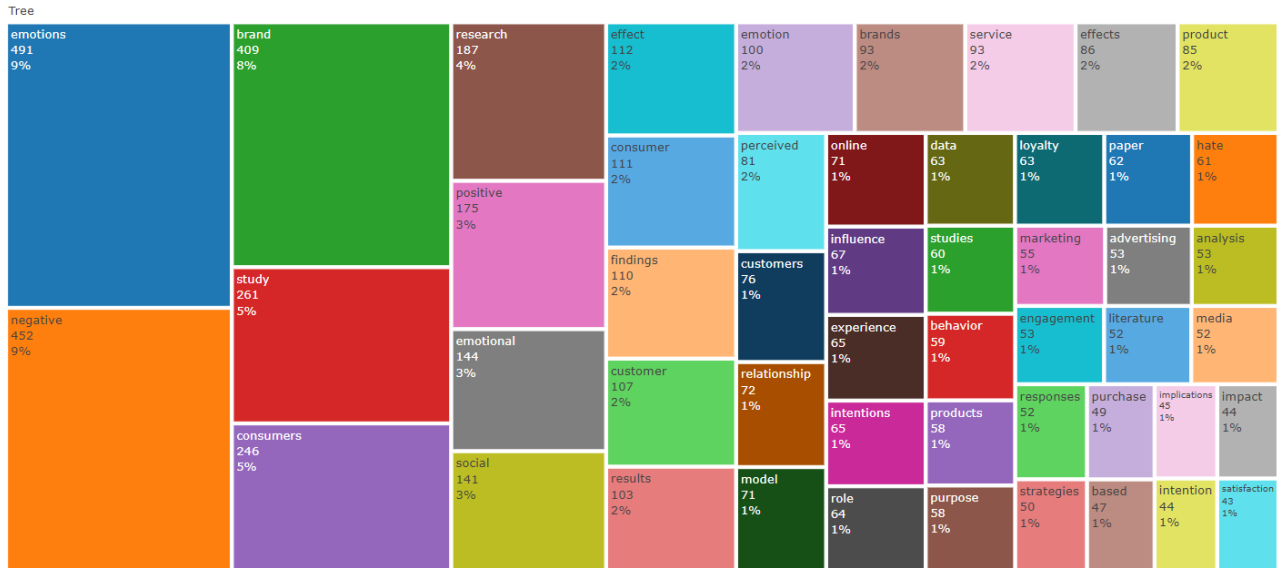 Tree
emotions
491
9%
negative
452
9%
brand
409
8%
study
261
5%
consumers
246
5%
research
187
4%
positive
175
3%
emotional
144
3%
social
141
3%
effect
112
2%
consumer
111
2%
findings
110
2%
customer
107
2%
results
103
2%
emotion
100
2%
brands
93
2%
service
93
2%
effects
86
2%
product
85
2%
perceived
81
2%
customers
76
1%
relationship
72
1%
model
71
1%
online
71
1%
influence
67
1%
experience
65
1%
intentions
65
1%
role
64
1%
data
63
1%
studies
60
1%
behavior
59
1%
products
58
1%
purpose
58
1%
loyalty
63
1%
paper
62
1%
hate
61
1%
marketing
55
1%
advertising
53
1%
analysis
53
1%
engagement
53
1%
literature
52
1%
media
52
1%
responses
52
1%
purchase
49
1%
implications
45
1%
impact
44
1%
strategies
50
1%
based
47
1%
intention
44
1%
satisfaction
43
1%